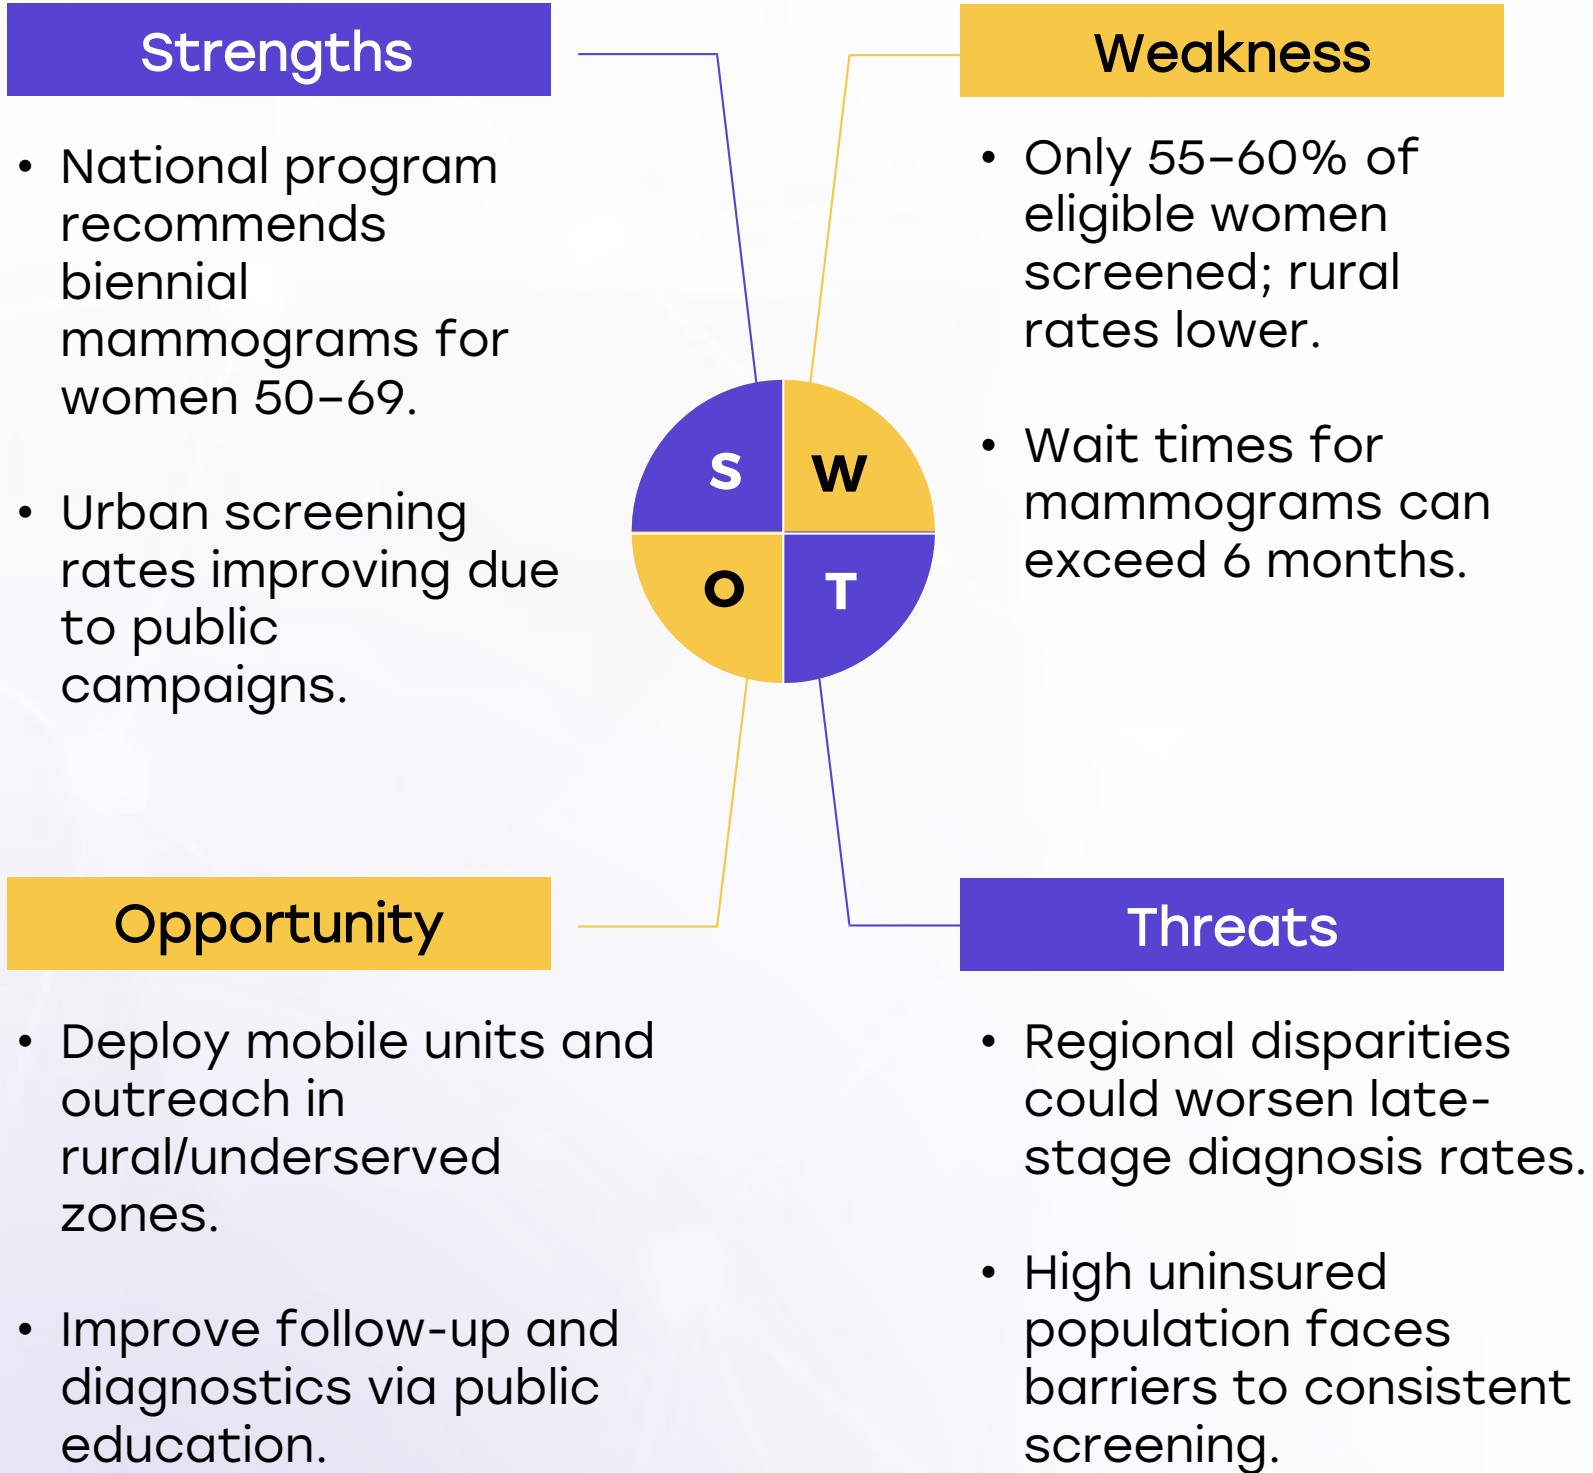 Strengths
• National program
recommends
biennial
mammograms for
women 50–69.
• Urban screening
rates improving due
to public
campaigns.
Weakness
• Only 55–60% of
eligible women
screened; rural
rates lower.
• Wait times for
mammograms can
exceed 6 months.
S
W
O
T
Opportunity
• Deploy mobile units and
outreach in
rural/underserved
zones.
• Improve follow-up and
diagnostics via public
education.
Threats
• Regional disparities
could worsen late-
stage diagnosis rates.
• High uninsured
population faces
barriers to consistent
screening.